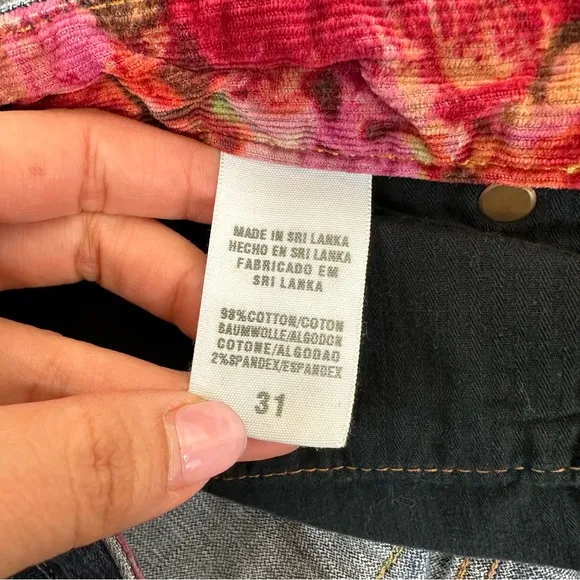 MADE IN SRI LANKA
HECHO EN SRI LANKA
FABRICADO EM
SRI LANKA
98%COTTON/COTON
BAUMWOLLE/ALGODON
COTONE/ALGODAO
2%SPANDEX/ESPANDEX
31